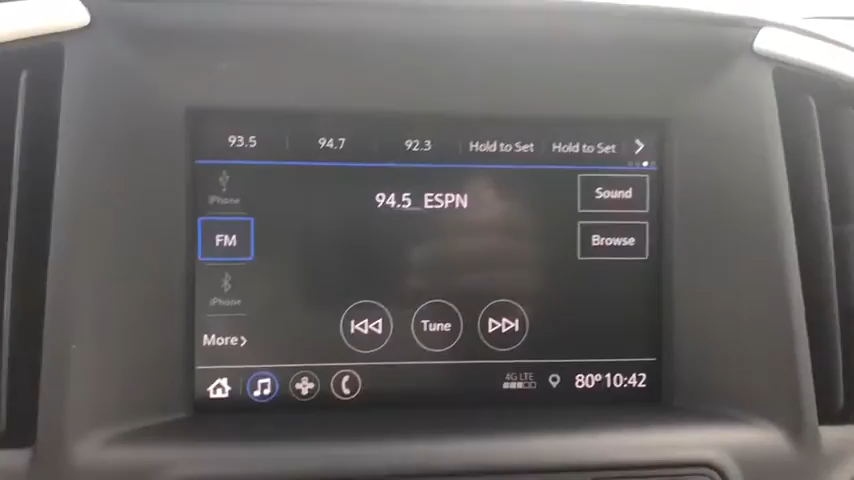 93.5 94.7 92.3 Hold to Set Hold to Set
iPhone
94.5_ESPN
Sound
FM
Browse
iPhone
More
Tune
4G LTE
80° 10:42